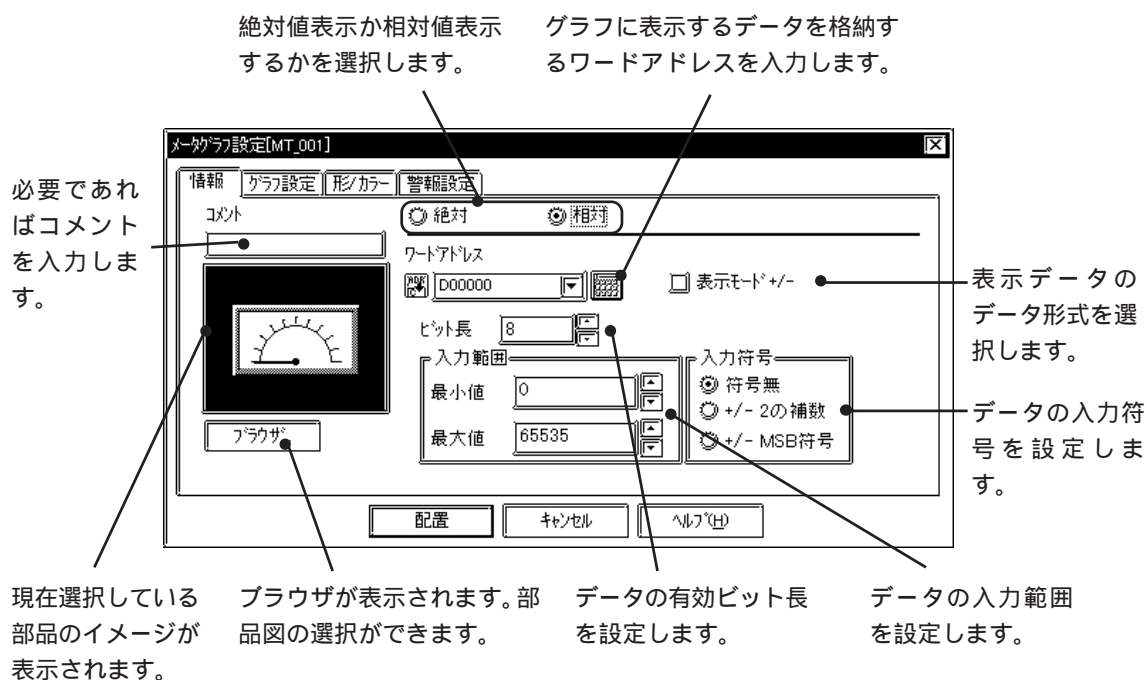 絶対値表示か相対値表示
するかを選択します。
グラフに表示するデータを格納す
るワードアドレスを入力します。
メータグラフ設定[MT_001]
情報
グラフ設定
形/カラー
警報設定
必要であれ
ばコメント
を入力しま
す。
コメント
絶対
相対
ワードアドレス
D00000
表示モード+/-
表示データの
データ形式を選
択します。
ビット長
8
入力範囲
最小値
0
最大値
65535
入力符号
符号無
+/- 2の補数
+/- MSB符号
データの入力符
号を設定しま
す。
ブラウザ
配置
キャンセル
ヘルプ(H)
現在選択している
部品のイメージが
表示されます。
ブラウザが表示されます。部
品図の選択ができます。
データの有効ビット長
を設定します。
データの入力範囲
を設定します。